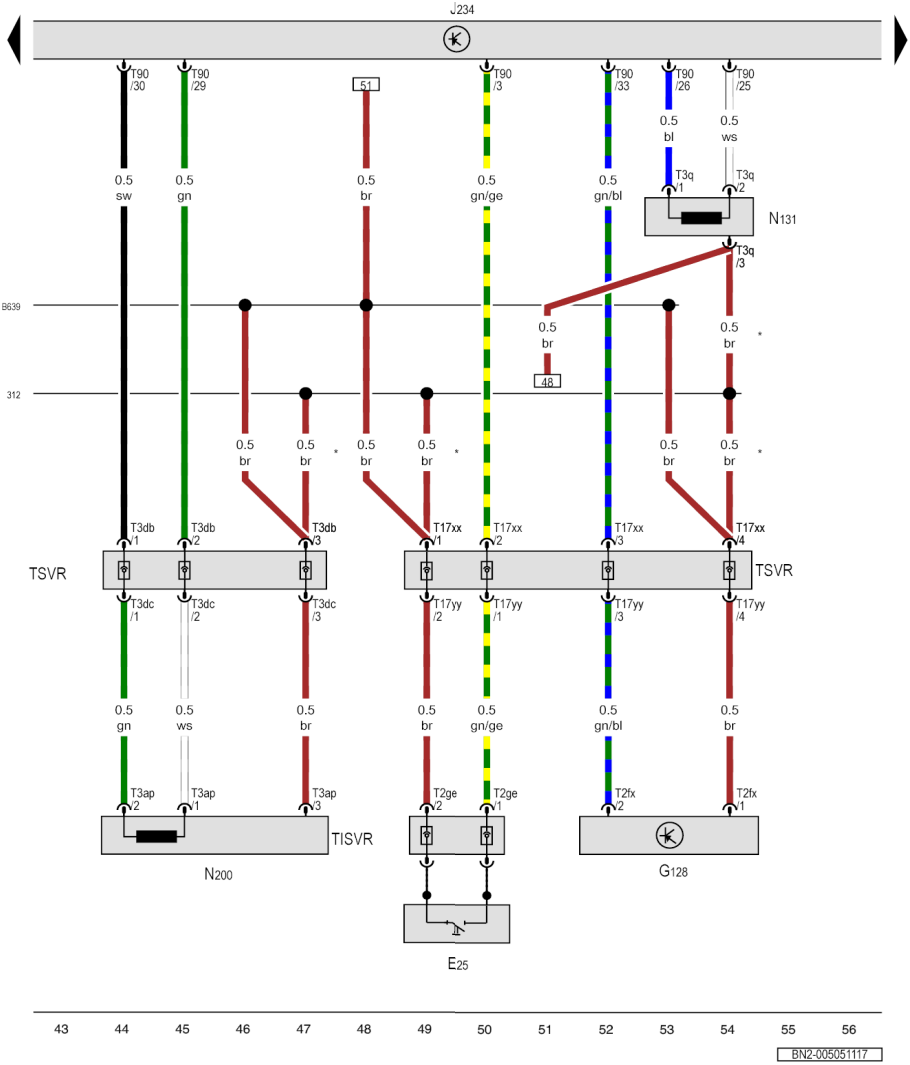 J234
T90 T90 T90 T90 T90 T90
/30 /29 /3 /33 /26 /25
51
0.5 0.5
bl ws
0.5 0.5 0.5 0.5 0.5
sw gn br gn/ge gn/bl
T3q T3q
/1 /2
N131
T3q
/3
B639
0.5 0.5
br br *
48
312
0.5 0.5 0.5 0.5 0.5 0.5
br br * br br * br br *
T3db T3db T3db T17xx T17xx T17xx T17xx
/1 /2 /3 /1 /2 /3 /4
TSVR TSVR
T3dc T3dc T3dc T17yy T17yy T17yy T17yy
/1 /2 /3 /2 /1 /3 /4
0.5 0.5 0.5 0.5 0.5 0.5 0.5
gn ws br br gn/ge gn/bl br
T3ap T3ap T3ap T2ge T2ge T2fx T2fx
/2 /1 /3 /2 /1 /2 /1
TISVR
N200
G128
E25
43 44 45 46 47 48 49 50 51 52 53 54 55 56
BN2-005051117